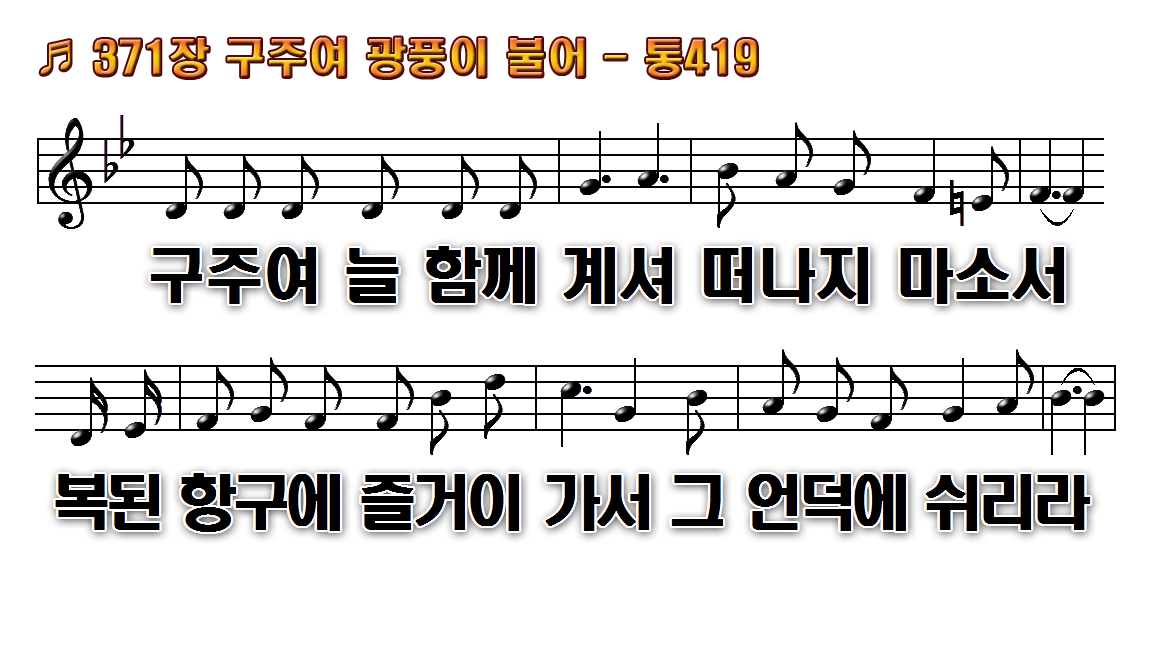 ♬ 371장 구주여 광풍이 불어 - 통419
구주여 늘 함께 계셔 떠나지 마소서
복된 항구에 즐거이 가서 그 언덕에 쉬리라